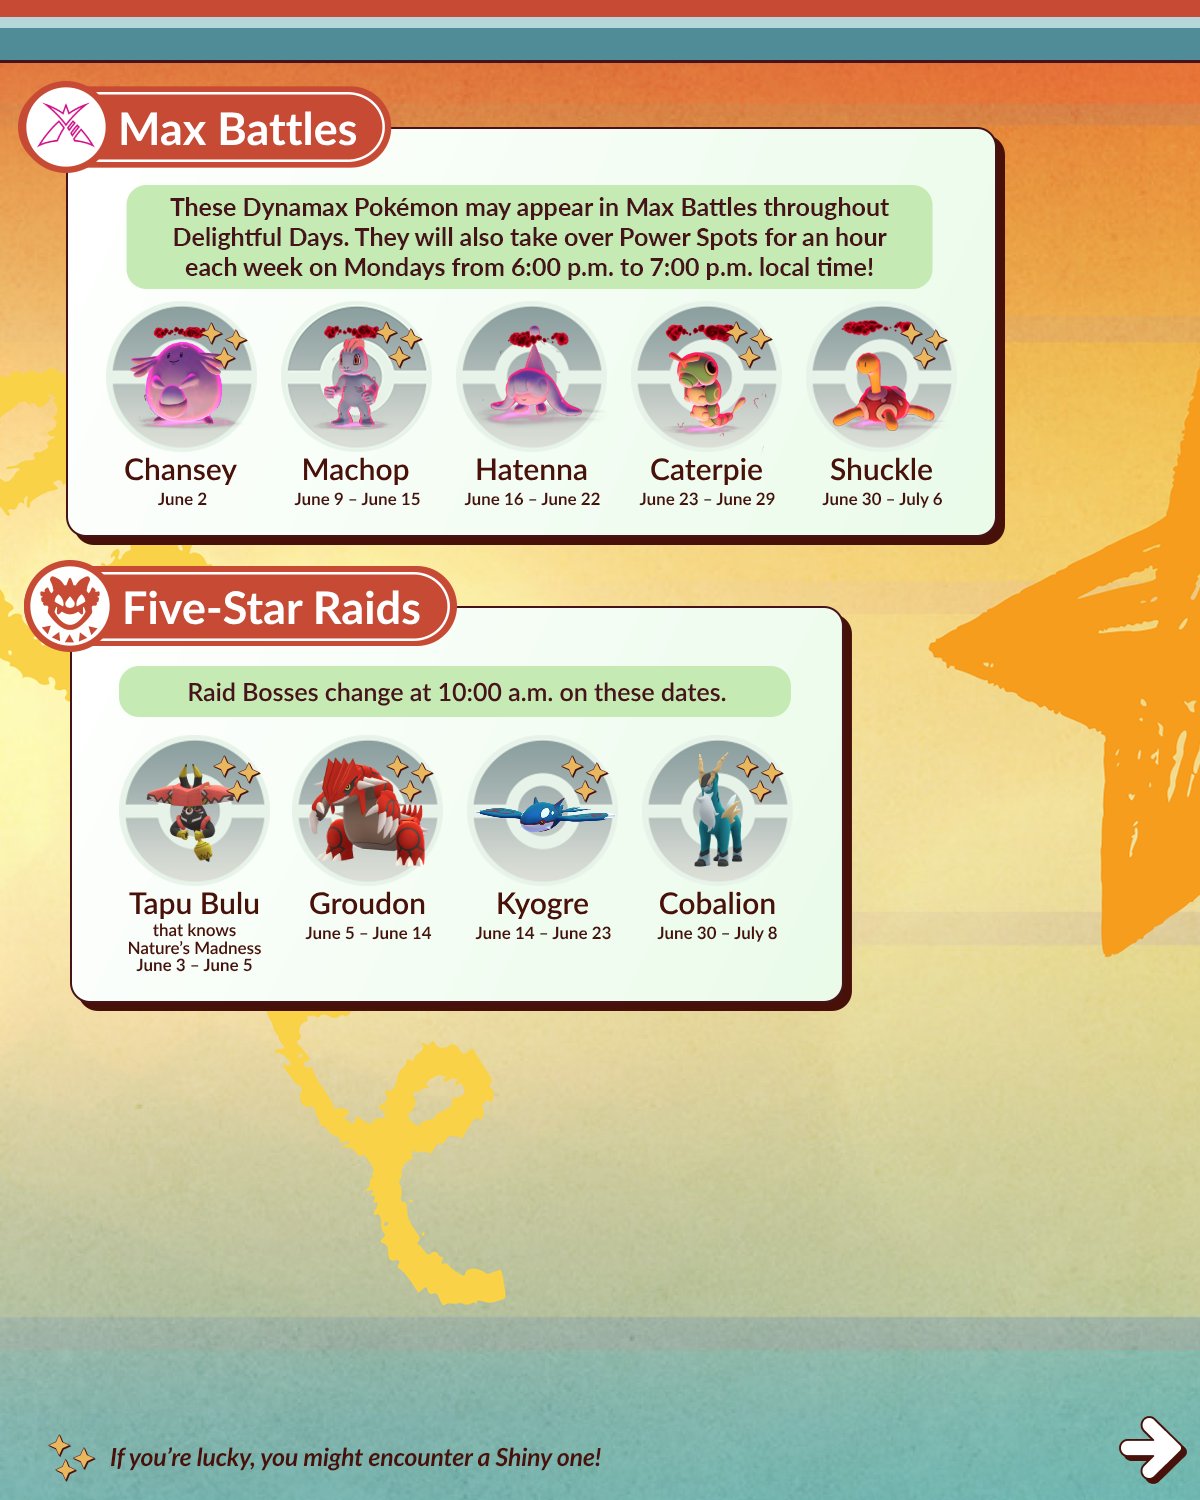 Max Battles
These Dynamax Pokémon may appear in Max Battles throughout
Delightful Days. They will also take over Power Spots for an hour
each week on Mondays from 6:00 p.m. to 7:00 p.m. local time!
Chansey
June 2
Machop
June 9 – June 15
Hatenna
June 16 – June 22
Caterpie
June 23 – June 29
Shuckle
June 30 – July 6
Five-Star Raids
Raid Bosses change at 10:00 a.m. on these dates.
Tapu Bulu
that knows
Nature's Madness
June 3 – June 5
Groudon
June 5 – June 14
Kyogre
June 14 – June 23
Cobalion
June 30 – July 8
If you're lucky, you might encounter a Shiny one!